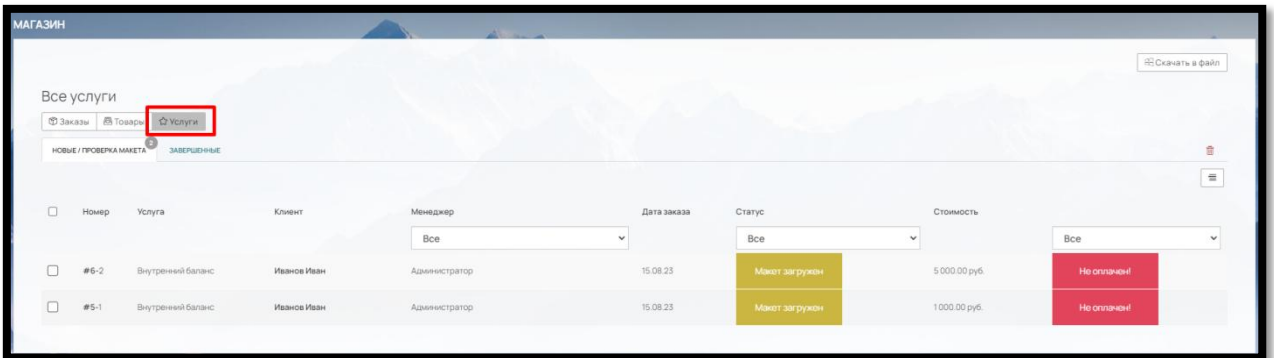 МАГАЗИН
Скачать в файл
Все услуги
Заказы Товары Услуги
НОВЫЕ / ПРОВЕРКА МАКЕТА 2 ЗАВЕРШЕННЫЕ
Номер Услуга Клиент Менеджер Дата заказа Статус Стоимость
Все Все Все
#6-2 Внутренний баланс Иванов Иван Администратор 15.08.23 Макет загружен 5 000.00 руб. Не оплачен!
#5-1 Внутренний баланс Иванов Иван Администратор 15.08.23 Макет загружен 1 000.00 руб. Не оплачен!